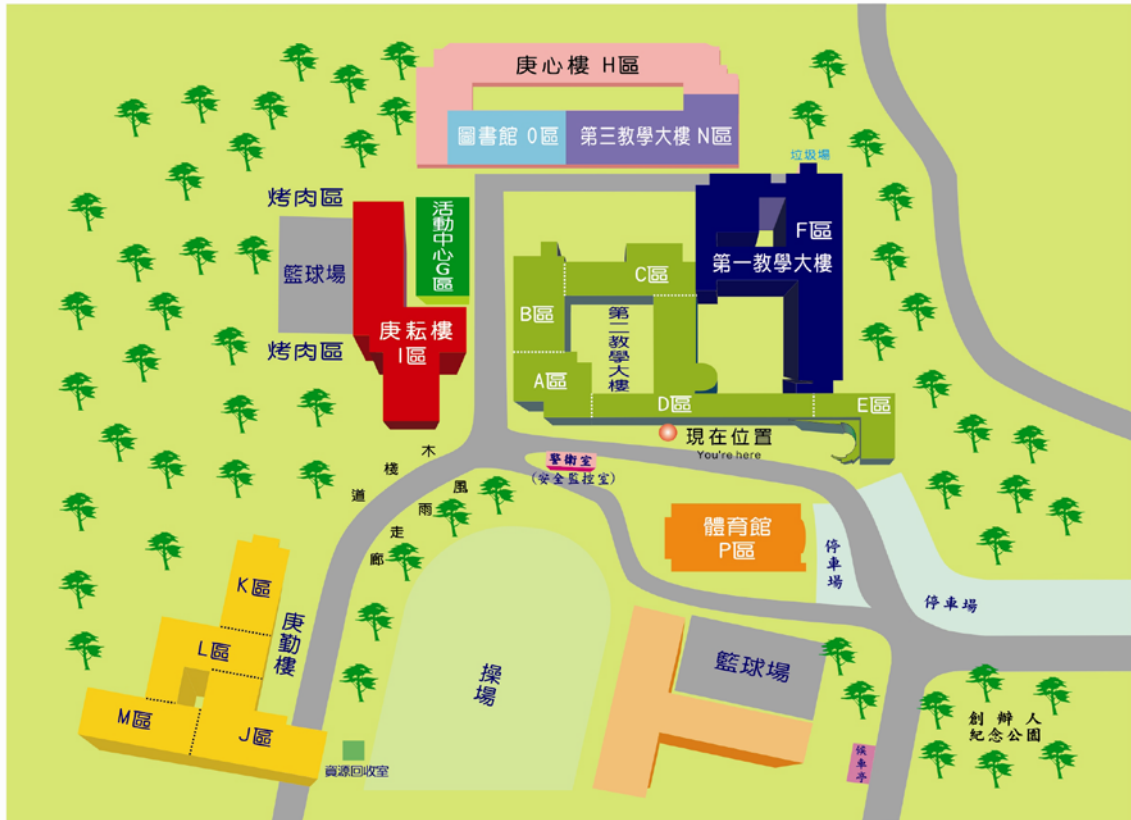 庚心樓 H區
圖書館 O區
第三教學大樓 N區
垃圾場
烤肉區
籃球場
烤肉區
活動中心G區
庚耘樓
I區
F區
第一教學大樓
C區
B區
第二教學大樓
A區
D區
E區
現在位置
You're here
警衛室
(安全監控室)
木棧道
風雨走廊
體育館
P區
停車場
停車場
K區
L區
庚勤樓
M區
J區
資源回收室
操場
籃球場
候車亭
創辦人
紀念公園